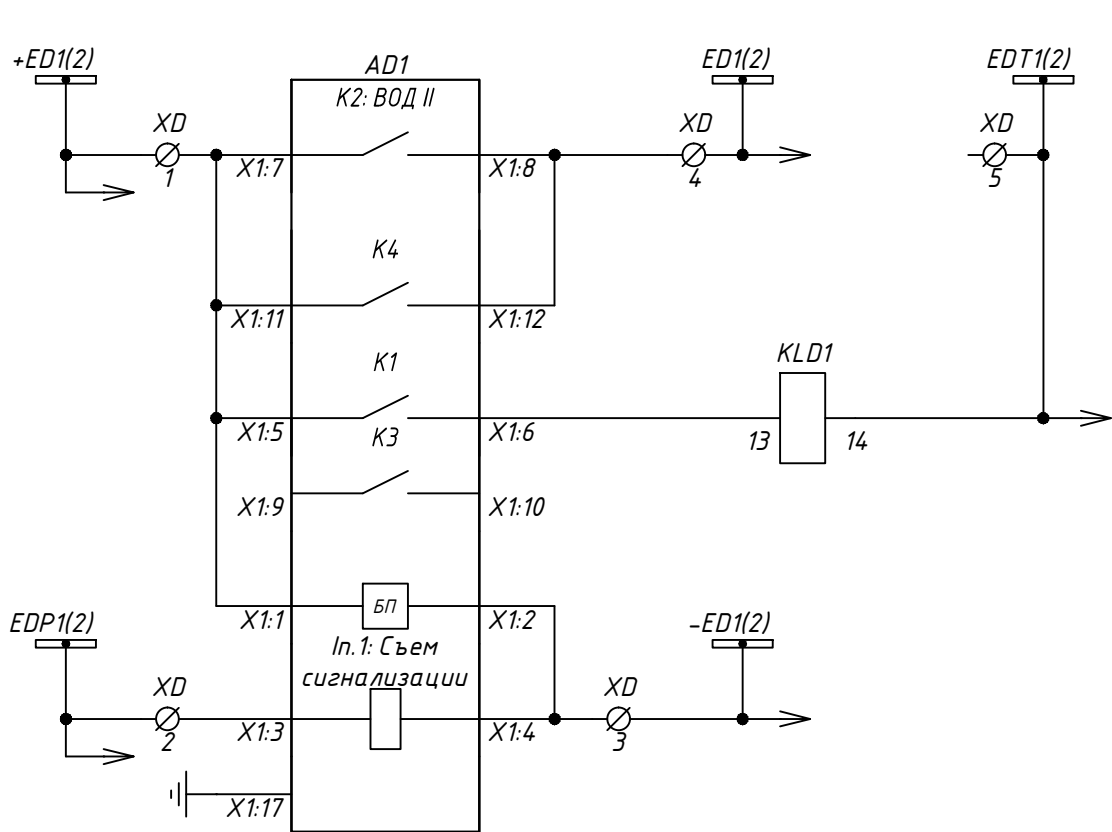 +ED1(2)
AD1
ED1(2)
EDT1(2)
K2: ВОД II
XD
XD
XD
1
X1:7
X1:8
4
5
K4
X1:11
X1:12
K1
KLD1
X1:5
X1:6
13
14
K3
X1:9
X1:10
БП
EDP1(2)
X1:1
X1:2
-ED1(2)
In.1: Съем
сигнализации
XD
XD
2
X1:3
X1:4
3
X1:17